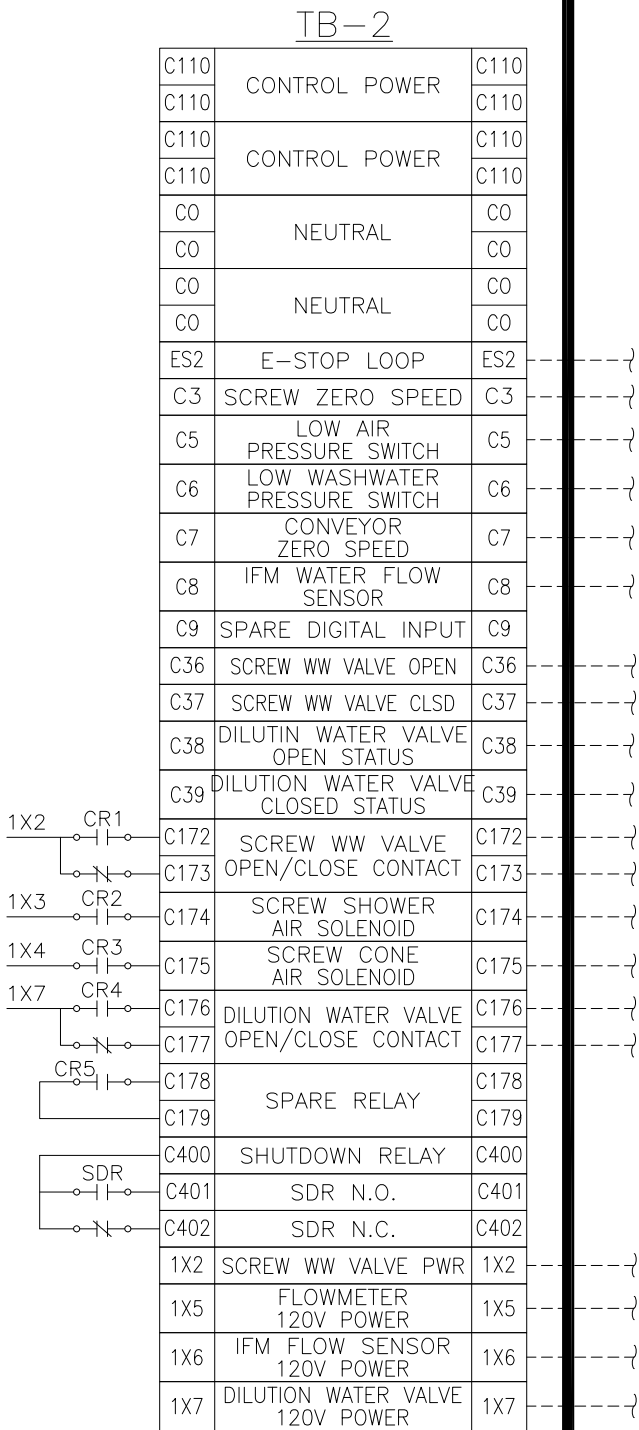 TB-2
C110 CONTROL POWER C110
C110 C110
C110 CONTROL POWER C110
C110 C110
CO NEUTRAL CO
CO CO
CO NEUTRAL CO
CO CO
ES2 E-STOP LOOP ES2
C3 SCREW ZERO SPEED C3
C5 LOW AIR C5
PRESSURE SWITCH
C6 LOW WASHWATER C6
PRESSURE SWITCH
C7 CONVEYOR C7
ZERO SPEED
C8 IFM WATER FLOW C8
SENSOR
C9 SPARE DIGITAL INPUT C9
C36 SCREW WW VALVE OPEN C36
C37 SCREW WW VALVE CLSD C37
C38 DILUTIN WATER VALVE C38
OPEN STATUS
C39 DILUTION WATER VALVE C39
CLOSED STATUS
1X2 CR1 C172 SCREW WW VALVE C172
C173 OPEN/CLOSE CONTACT C173
1X3 CR2 C174 SCREW SHOWER C174
AIR SOLENOID
1X4 CR3 C175 SCREW CONE C175
AIR SOLENOID
1X7 CR4 C176 DILUTION WATER VALVE C176
C177 OPEN/CLOSE CONTACT C177
CR5 C178 SPARE RELAY C178
C179 C179
C400 SHUTDOWN RELAY C400
SDR C401 SDR N.O. C401
C402 SDR N.C. C402
1X2 SCREW WW VALVE PWR 1X2
1X5 FLOWMETER 1X5
120V POWER
1X6 IFM FLOW SENSOR 1X6
120V POWER
1X7 DILUTION WATER VALVE 1X7
120V POWER